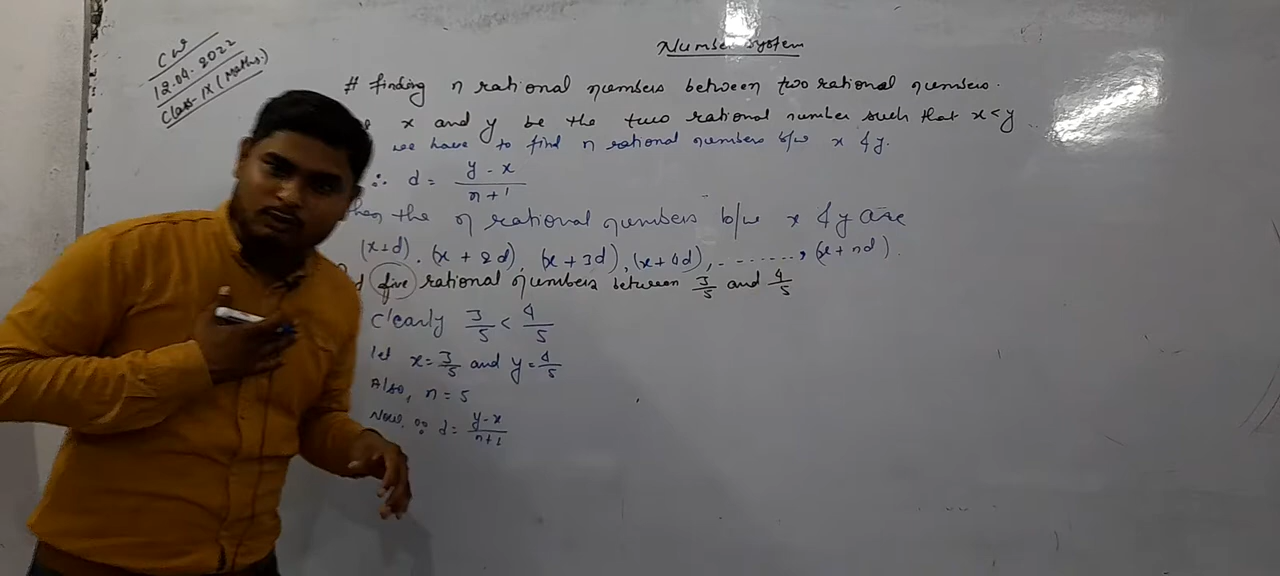 CW
12.04.2022
Class-IX (Maths.)
Number System
# Finding n rational numbers between two rational numbers.
x and y be the two rational number such that x < y
we have to find n rational numbers b/w x & y.
∴ d = (y - x)/(n + 1)
then the n rational numbers b/w x & y are
(x+d), (x + 2d), (x + 3d), (x + 4d), ........, (x + nd).
five rational numbers between 3/5 and 4/5
Clearly 3/5 < 4/5
let x = 3/5 and y = 4/5
Also, n = 5
Now, ∵ d = (y-x)/(n+1)